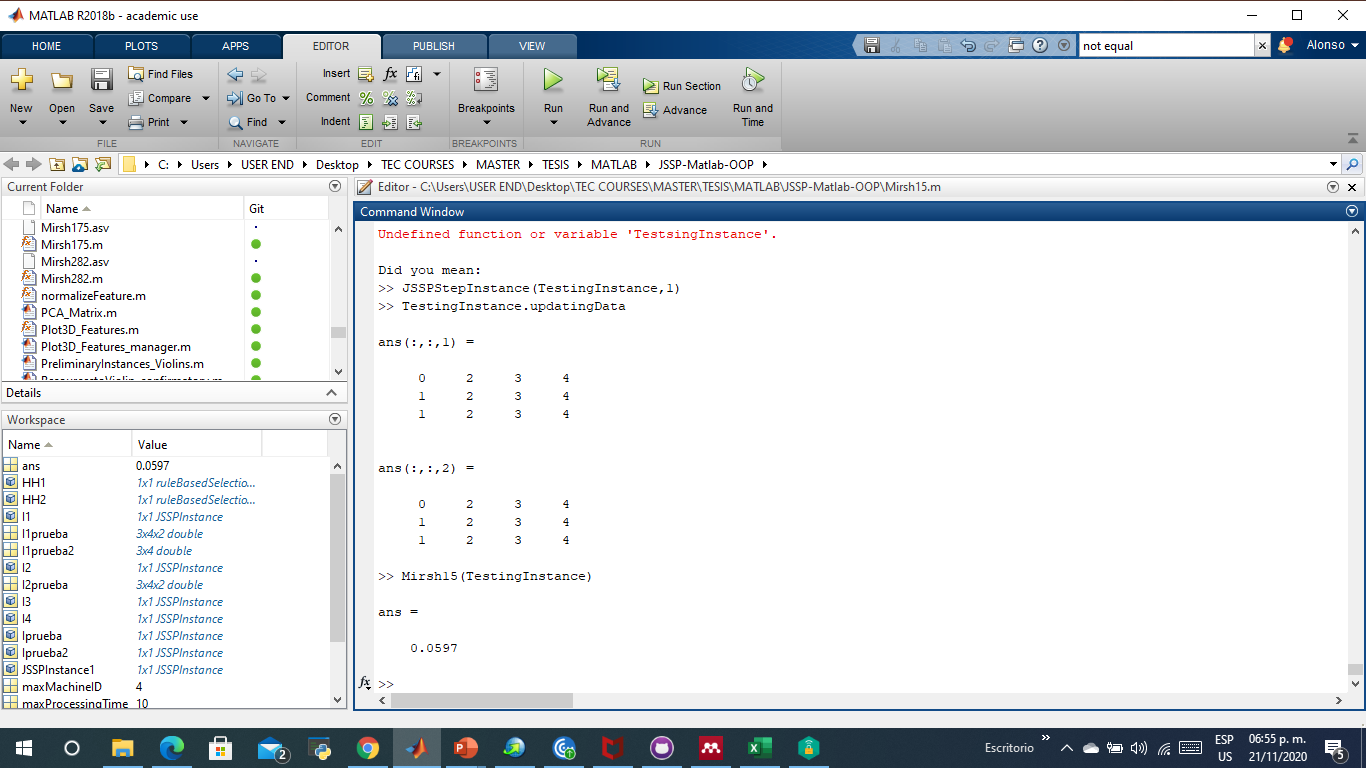 MATLAB R2018b - academic use
HOME PLOTS APPS EDITOR PUBLISH VIEW
not equal
Alonso
New
Open
Save
Find Files
Compare
Print
FILE
Go To
Find
NAVIGATE
Insert
fx
Comment
Indent
EDIT
Breakpoints
BREAKPOINTS
Run
Run and
Advance
Run Section
Advance
Run and
Time
RUN
C: Users USER END Desktop TEC COURSES MASTER TESIS MATLAB JSSP-Matlab-OOP
Current Folder
Name Git
Mirsh175.asv
Mirsh175.m
Mirsh282.asv
Mirsh282.m
normalizeFeature.m
PCA_Matrix.m
Plot3D_Features.m
Plot3D_Features_manager.m
PreliminaryInstances_Violins.m
Details
Workspace
Name Value
ans 0.0597
HH1 1x1 ruleBasedSelectio...
HH2 1x1 ruleBasedSelectio...
I1 1x1 JSSPInstance
I1prueba 3x4x2 double
I1prueba2 3x4 double
I2 1x1 JSSPInstance
I2prueba 3x4x2 double
I3 1x1 JSSPInstance
I4 1x1 JSSPInstance
Iprueba 1x1 JSSPInstance
Iprueba2 1x1 JSSPInstance
JSSPInstance1 1x1 JSSPInstance
maxMachineID 4
maxProcessingTime 10
Editor - C:\Users\USER END\Desktop\TEC COURSES\MASTER\TESIS\MATLAB\JSSP-Matlab-OOP\Mirsh15.m
Command Window
Undefined function or variable 'TestsingInstance'.
Did you mean:
>> JSSPStepInstance(TestingInstance,1)
>> TestingInstance.updatingData
ans(:,:,1) =
0 2 3 4
1 2 3 4
1 2 3 4
ans(:,:,2) =
0 2 3 4
1 2 3 4
1 2 3 4
>> Mirsh15(TestingInstance)
ans =
0.0597
fx >>
2
Escritorio
ESP
US
06:55 p. m.
21/11/2020
5